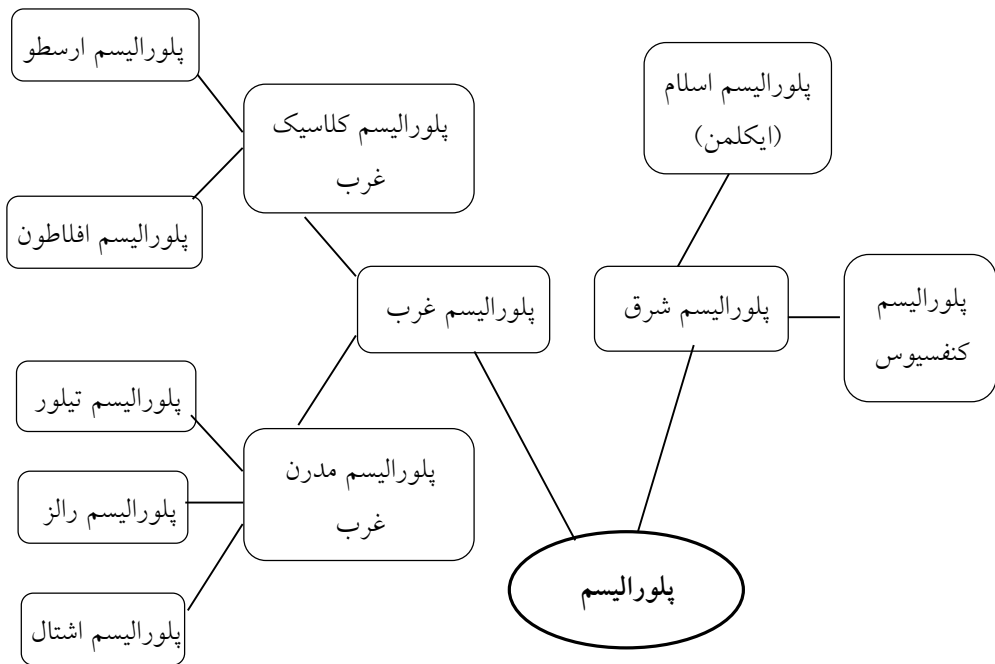 پلورالیسم اسلام
(ایکلمن)
پلورالیسم
کنفسیوس
پلورالیسم شرق
پلورالیسم ارسطو
پلورالیسم کلاسیک
غرب
پلورالیسم افلاطون
پلورالیسم غرب
پلورالیسم تیلور
پلورالیسم مدرن
غرب
پلورالیسم رالز
پلورالیسم اشتال
پلورالیسم